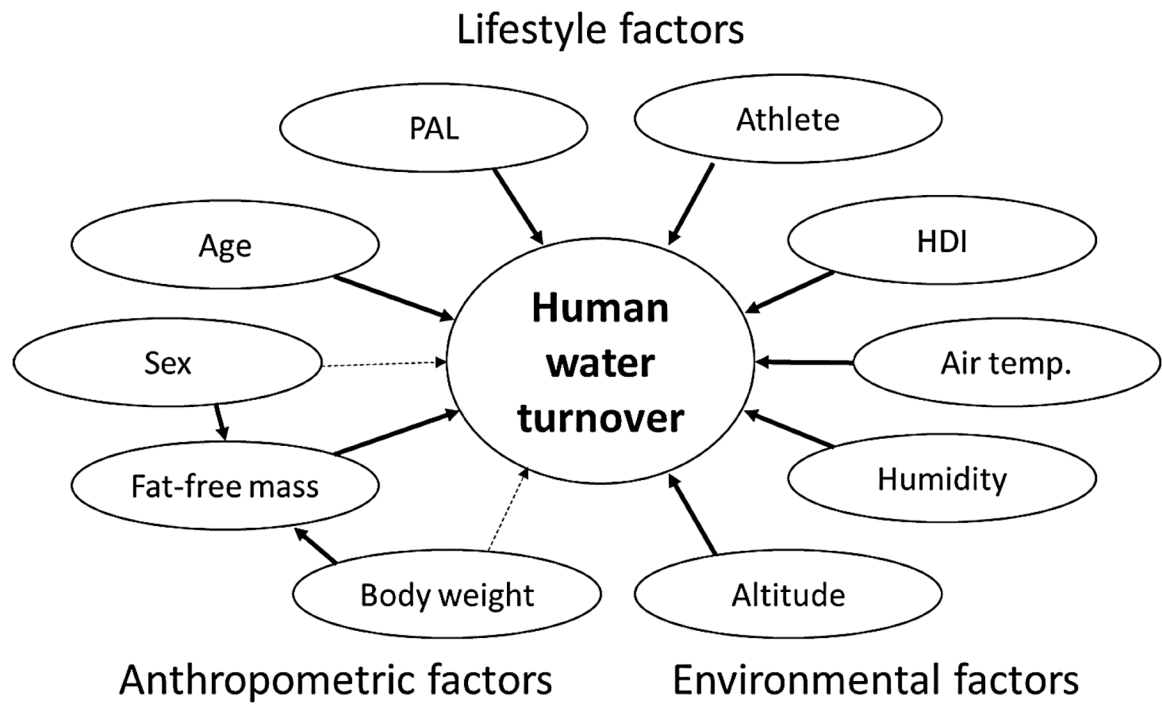 Lifestyle factors
PAL
Athlete
Age
HDI
Human
water
turnover
Sex
Air temp.
Fat-free mass
Humidity
Body weight
Altitude
Anthropometric factors
Environmental factors